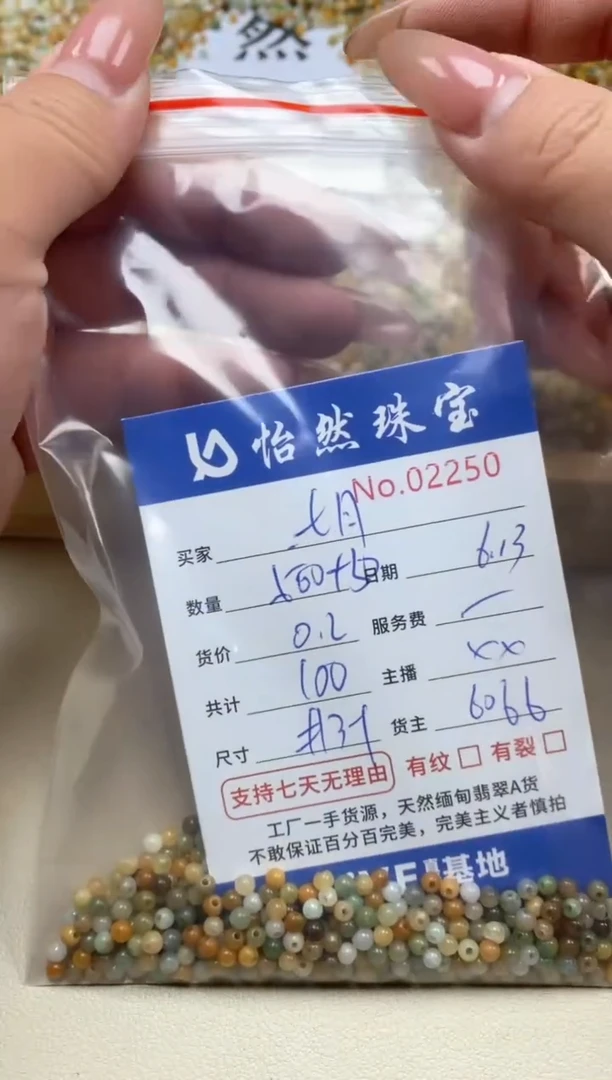 然
怡然珠宝
No.02250
买家 七月
数量 500+50 日期 6.13
货价 0.2 服务费
共计 100 主播 xx
尺寸 货主 6066
支持七天无理由 有纹 □ 有裂 □
工厂一手货源，天然缅甸翡翠A货
不敢保证百分百完美，完美主义者慎拍
基地